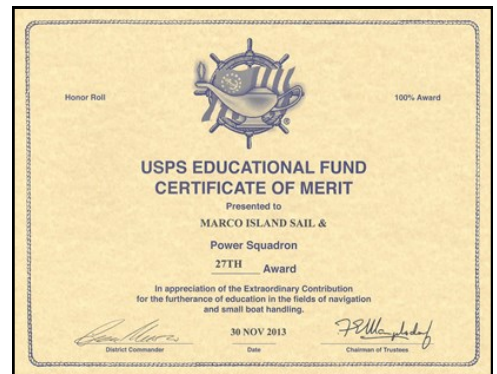 Honor Roll
100% Award
USPS EDUCATIONAL FUND
CERTIFICATE OF MERIT
Presented to
MARCO ISLAND SAIL &
Power Squadron
27TH Award
In appreciation of the Extraordinary Contribution
for the furtherance of education in the fields of navigation
and small boat handling.
30 NOV 2013
District Commander
Date
Chairman of Trustees